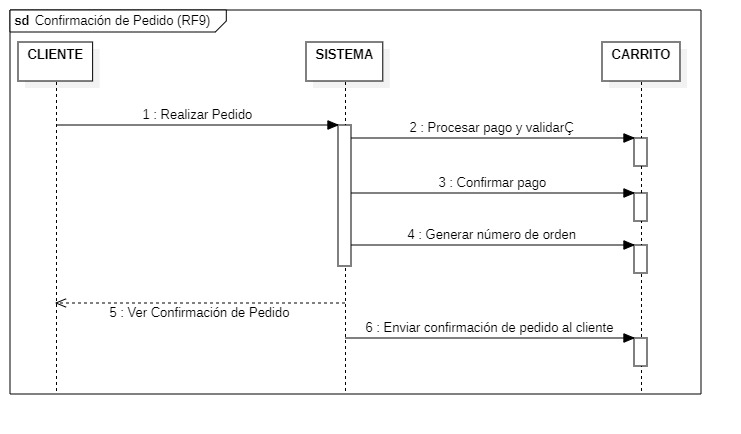 sd Confirmación de Pedido (RF9)
CLIENTE
SISTEMA
CARRITO
1 : Realizar Pedido
2 : Procesar pago y validarÇ
3 : Confirmar pago
4 : Generar número de orden
5 : Ver Confirmación de Pedido
6 : Enviar confirmación de pedido al cliente